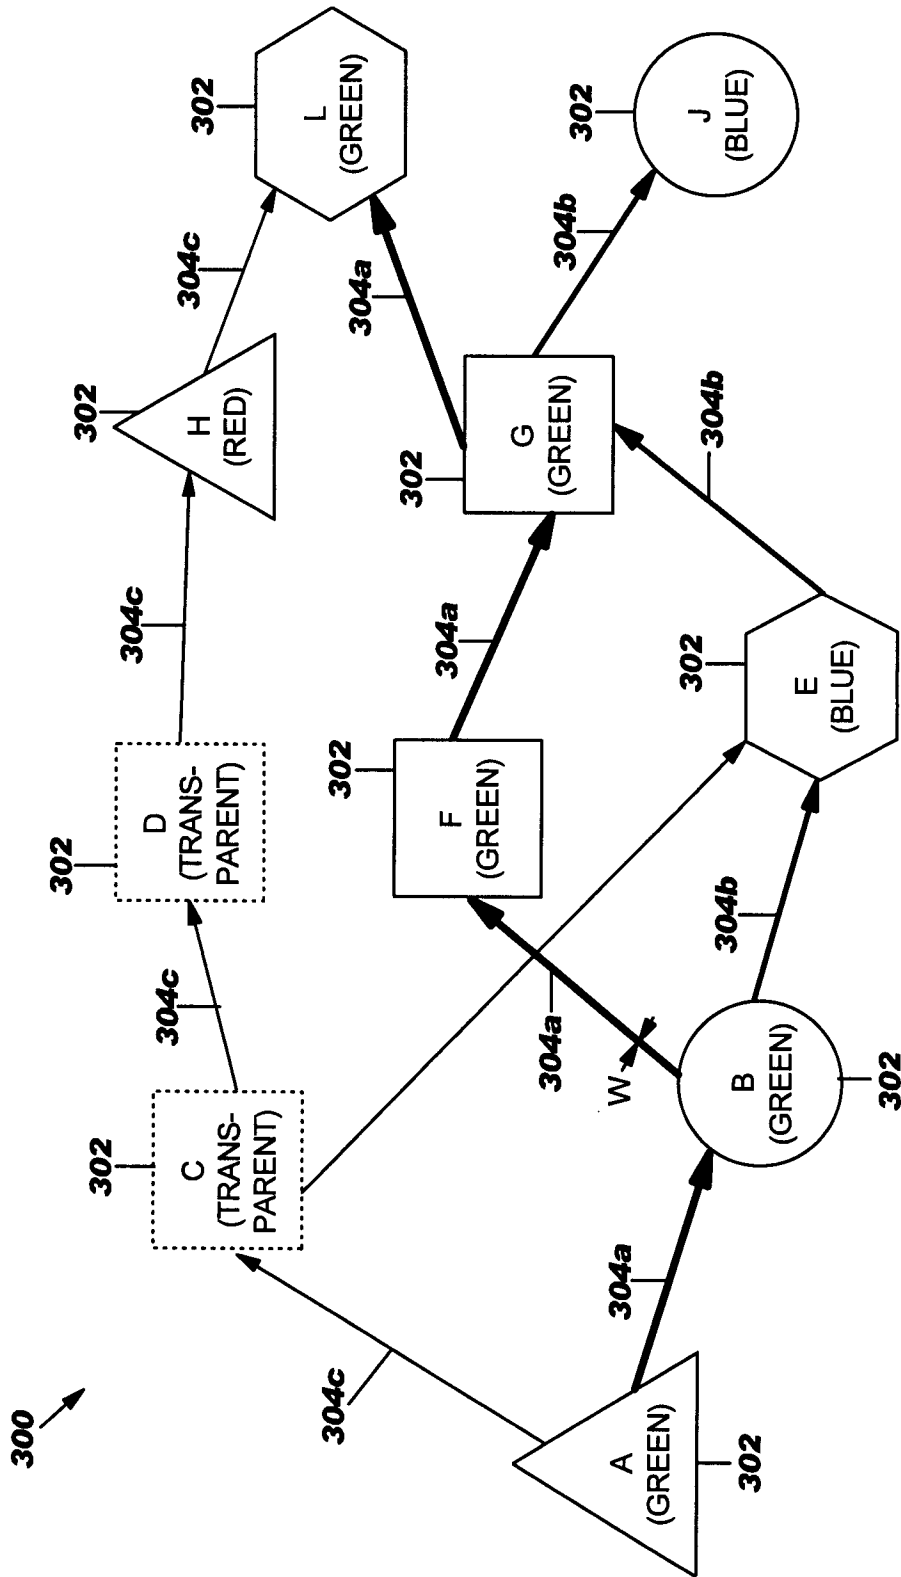 300
302
L
(GREEN)
302
J
(BLUE)
304c
304a
304b
302
H
(RED)
302
G
(GREEN)
304b
304c
304a
302
E
(BLUE)
302
D
(TRANS-
PARENT)
302
F
(GREEN)
304b
304c
304a
W
302
C
(TRANS-
PARENT)
B
(GREEN)
302
304c
304a
A
(GREEN)
302